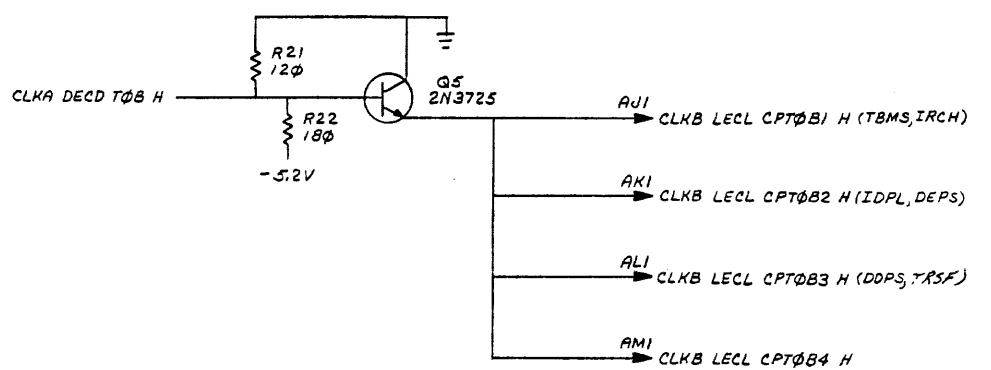 R21
12Ø
Q5
2N3725
CLKA DECD TØB H
AJ1
CLKB LECL CPTØB1 H (TBMS, IRCH)
R22
18Ø
-5.2V
AK1
CLKB LECL CPTØB2 H (IDPL, DEPS)
AL1
CLKB LECL CPTØB3 H (DDPS, TRSF)
AM1
CLKB LECL CPTØB4 H